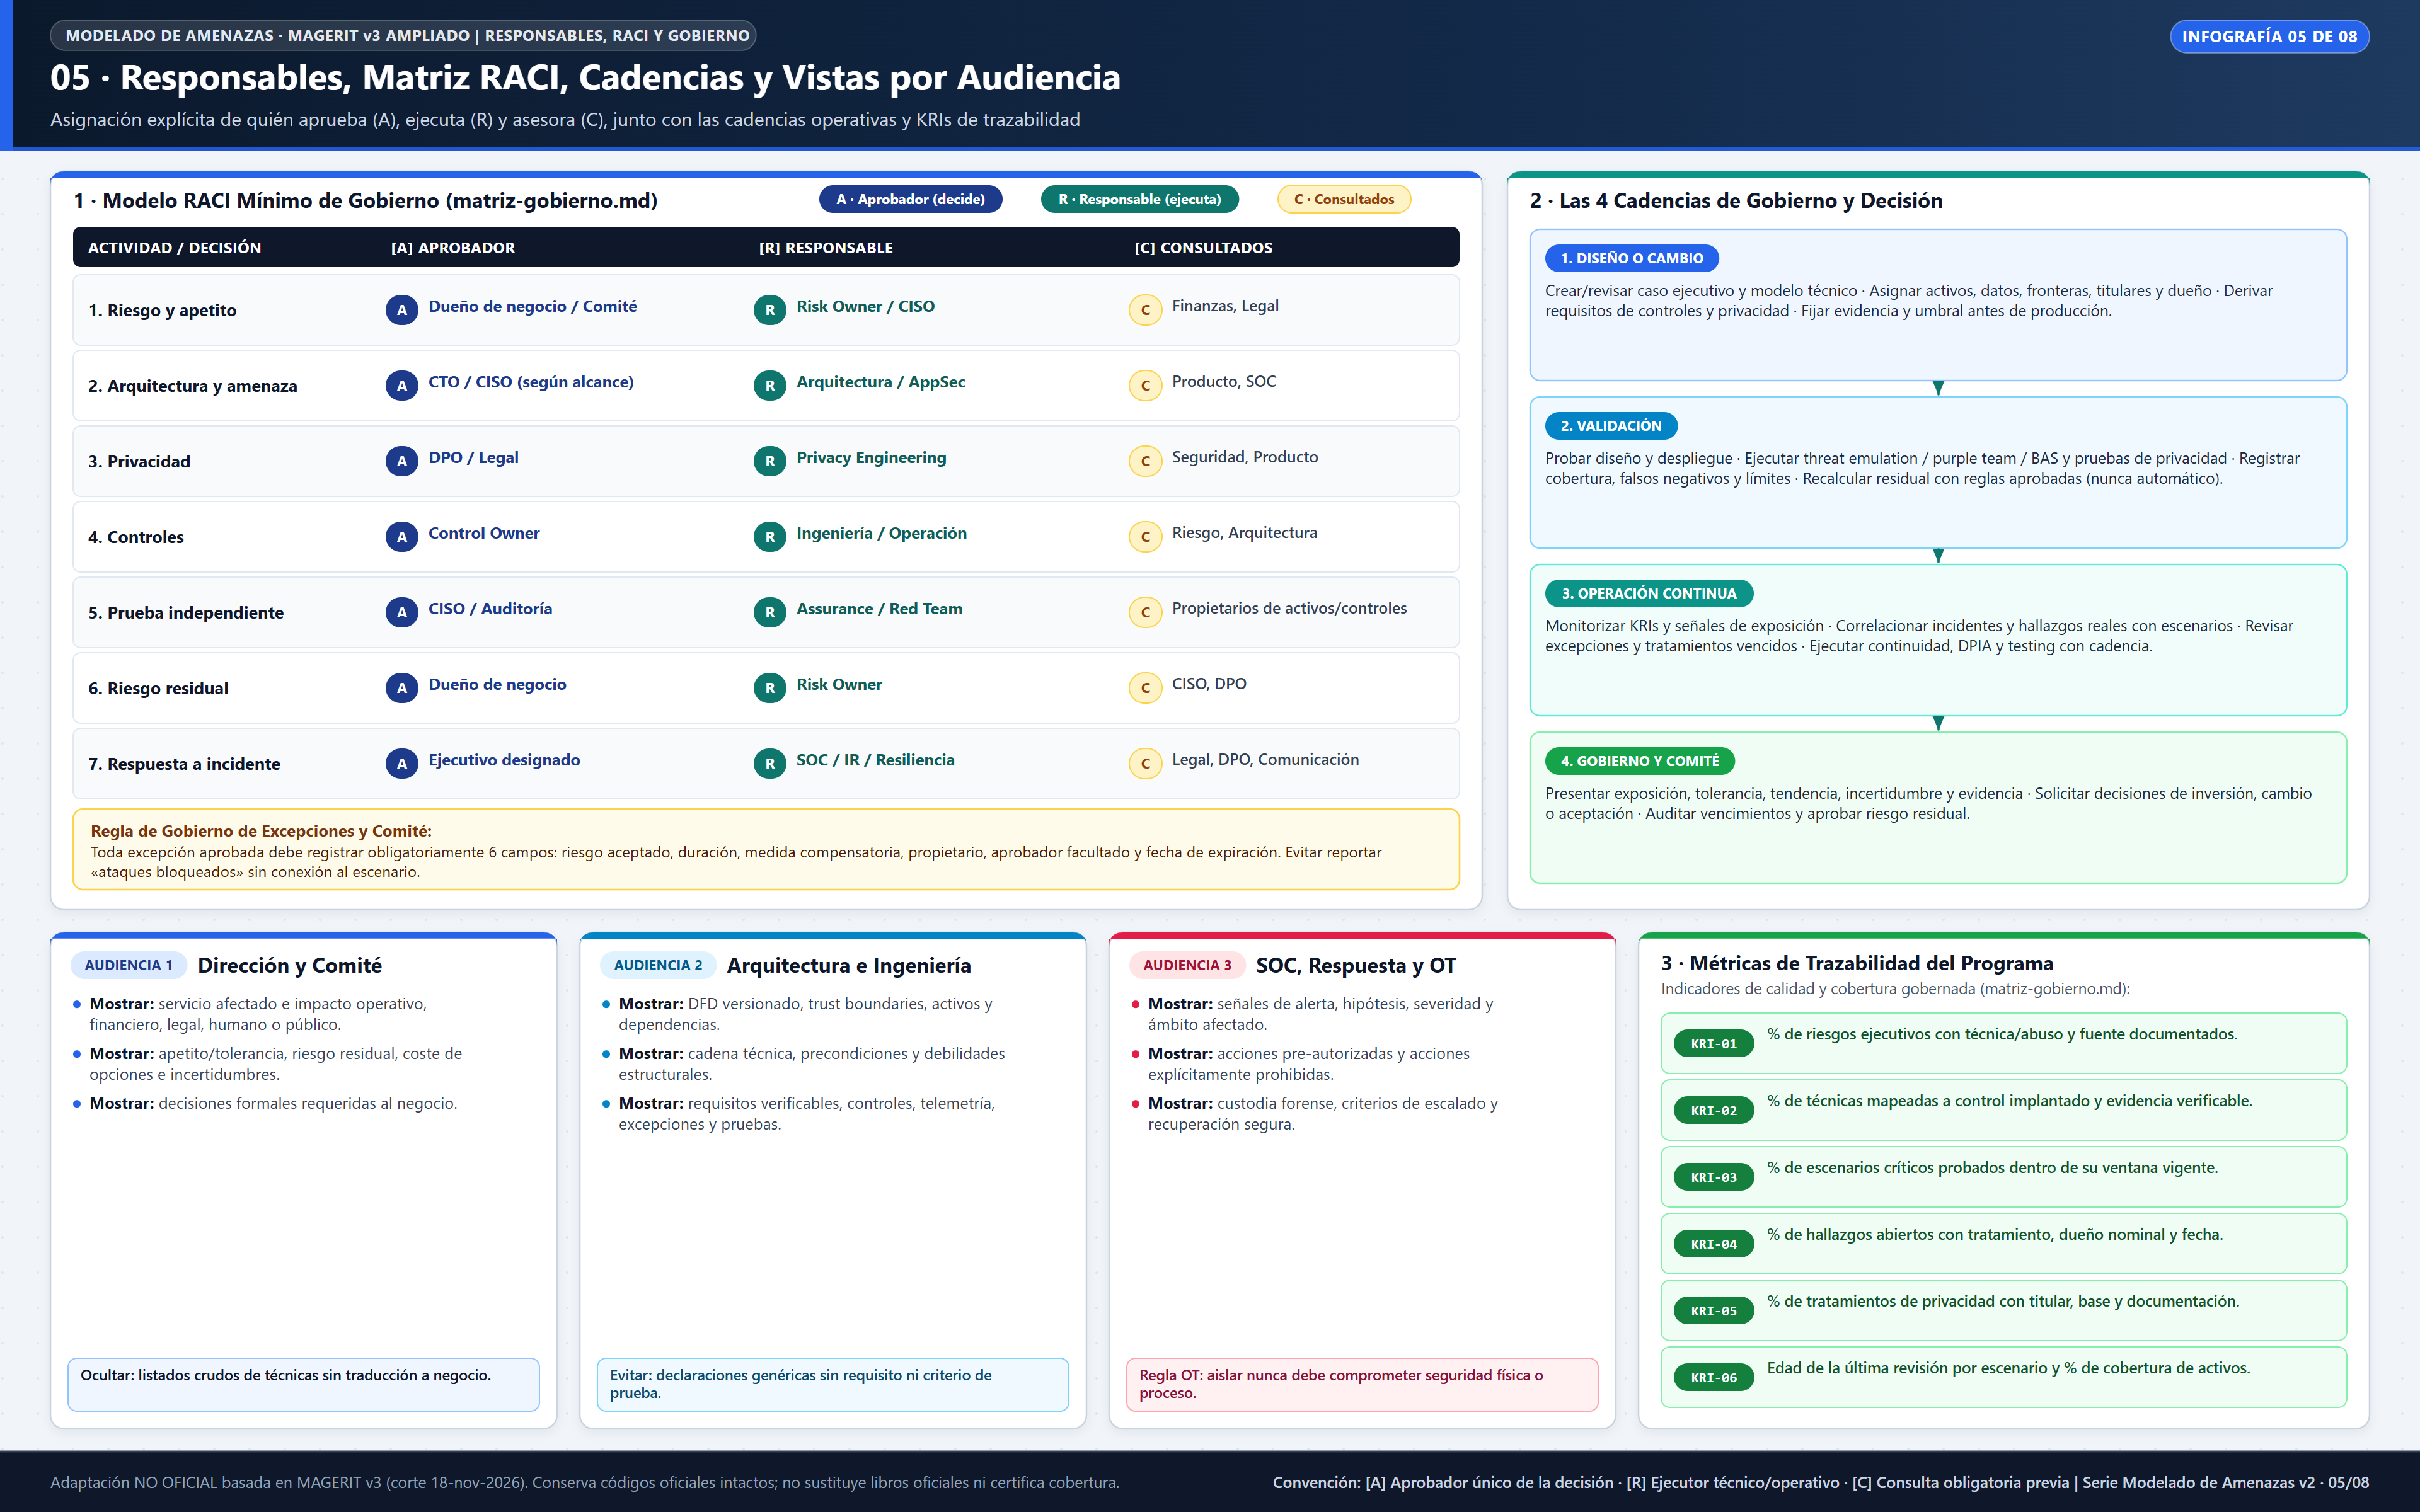 MODELADO DE AMENAZAS · MAGERIT v3 AMPLIADO | RESPONSABLES, RACI Y GOBIERNO
INFOGRAFÍA 05 DE 08
05 · Responsables, Matriz RACI, Cadencias y Vistas por Audiencia
Asignación explícita de quién aprueba (A), ejecuta (R) y asesora (C), junto con las cadencias operativas y KRIs de trazabilidad
1 · Modelo RACI Mínimo de Gobierno (matriz-gobierno.md)
A · Aprobador (decide)
R · Responsable (ejecuta)
C · Consultados
ACTIVIDAD / DECISIÓN [A] APROBADOR [R] RESPONSABLE [C] CONSULTADOS
1. Riesgo y apetito A Dueño de negocio / Comité R Risk Owner / CISO C Finanzas, Legal
2. Arquitectura y amenaza A CTO / CISO (según alcance) R Arquitectura / AppSec C Producto, SOC
3. Privacidad A DPO / Legal R Privacy Engineering C Seguridad, Producto
4. Controles A Control Owner R Ingeniería / Operación C Riesgo, Arquitectura
5. Prueba independiente A CISO / Auditoría R Assurance / Red Team C Propietarios de activos/controles
6. Riesgo residual A Dueño de negocio R Risk Owner C CISO, DPO
7. Respuesta a incidente A Ejecutivo designado R SOC / IR / Resiliencia C Legal, DPO, Comunicación
Regla de Gobierno de Excepciones y Comité:
Toda excepción aprobada debe registrar obligatoriamente 6 campos: riesgo aceptado, duración, medida compensatoria, propietario, aprobador facultado y fecha de expiración. Evitar reportar
«ataques bloqueados» sin conexión al escenario.
2 · Las 4 Cadencias de Gobierno y Decisión
1. DISEÑO O CAMBIO
Crear/revisar caso ejecutivo y modelo técnico · Asignar activos, datos, fronteras, titulares y dueño · Derivar
requisitos de controles y privacidad · Fijar evidencia y umbral antes de producción.
2. VALIDACIÓN
Probar diseño y despliegue · Ejecutar threat emulation / purple team / BAS y pruebas de privacidad · Registrar
cobertura, falsos negativos y límites · Recalcular residual con reglas aprobadas (nunca automático).
3. OPERACIÓN CONTINUA
Monitorizar KRIs y señales de exposición · Correlacionar incidentes y hallazgos reales con escenarios · Revisar
excepciones y tratamientos vencidos · Ejecutar continuidad, DPIA y testing con cadencia.
4. GOBIERNO Y COMITÉ
Presentar exposición, tolerancia, tendencia, incertidumbre y evidencia · Solicitar decisiones de inversión, cambio
o aceptación · Auditar vencimientos y aprobar riesgo residual.
AUDIENCIA 1 Dirección y Comité
Mostrar: servicio afectado e impacto operativo,
financiero, legal, humano o público.
Mostrar: apetito/tolerancia, riesgo residual, coste de
opciones e incertidumbres.
Mostrar: decisiones formales requeridas al negocio.
Ocultar: listados crudos de técnicas sin traducción a negocio.
AUDIENCIA 2 Arquitectura e Ingeniería
Mostrar: DFD versionado, trust boundaries, activos y
dependencias.
Mostrar: cadena técnica, precondiciones y debilidades
estructurales.
Mostrar: requisitos verificables, controles, telemetría,
excepciones y pruebas.
Evitar: declaraciones genéricas sin requisito ni criterio de
prueba.
AUDIENCIA 3 SOC, Respuesta y OT
Mostrar: señales de alerta, hipótesis, severidad y
ámbito afectado.
Mostrar: acciones pre-autorizadas y acciones
explícitamente prohibidas.
Mostrar: custodia forense, criterios de escalado y
recuperación segura.
Regla OT: aislar nunca debe comprometer seguridad física o
proceso.
3 · Métricas de Trazabilidad del Programa
Indicadores de calidad y cobertura gobernada (matriz-gobierno.md):
KRI-01 % de riesgos ejecutivos con técnica/abuso y fuente documentados.
KRI-02 % de técnicas mapeadas a control implantado y evidencia verificable.
KRI-03 % de escenarios críticos probados dentro de su ventana vigente.
KRI-04 % de hallazgos abiertos con tratamiento, dueño nominal y fecha.
KRI-05 % de tratamientos de privacidad con titular, base y documentación.
KRI-06 Edad de la última revisión por escenario y % de cobertura de activos.
Adaptación NO OFICIAL basada en MAGERIT v3 (corte 18-nov-2026). Conserva códigos oficiales intactos; no sustituye libros oficiales ni certifica cobertura.
Convención: [A] Aprobador único de la decisión · [R] Ejecutor técnico/operativo · [C] Consulta obligatoria previa | Serie Modelado de Amenazas v2 · 05/08